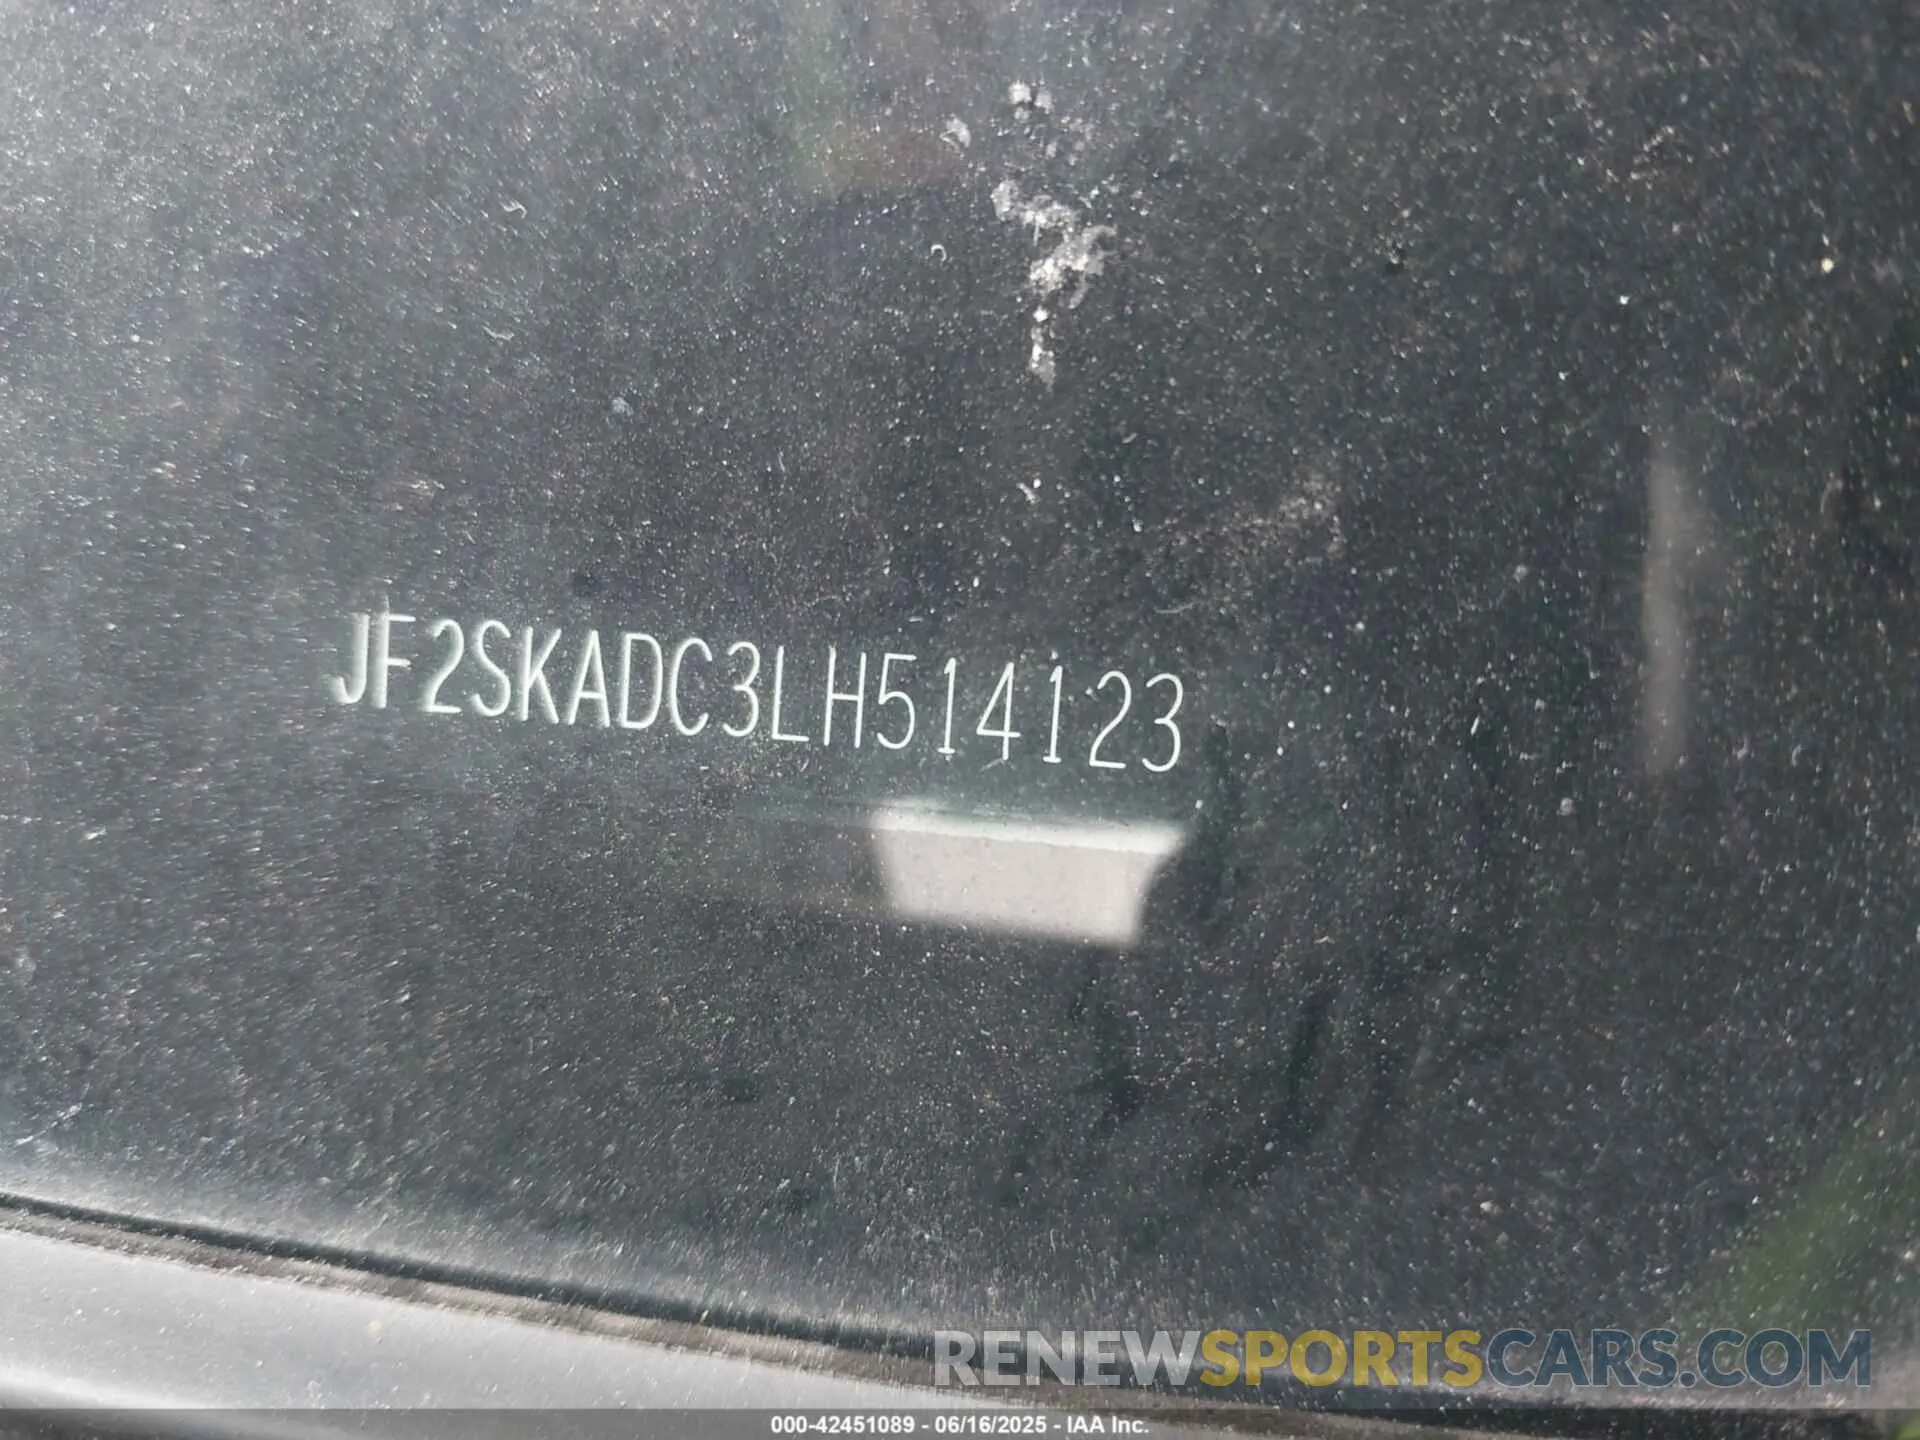 JF2SKADC3LH514123
RENEWSPORTSCARS.COM
000-42451089 - 06/16/2025 - IAA Inc.